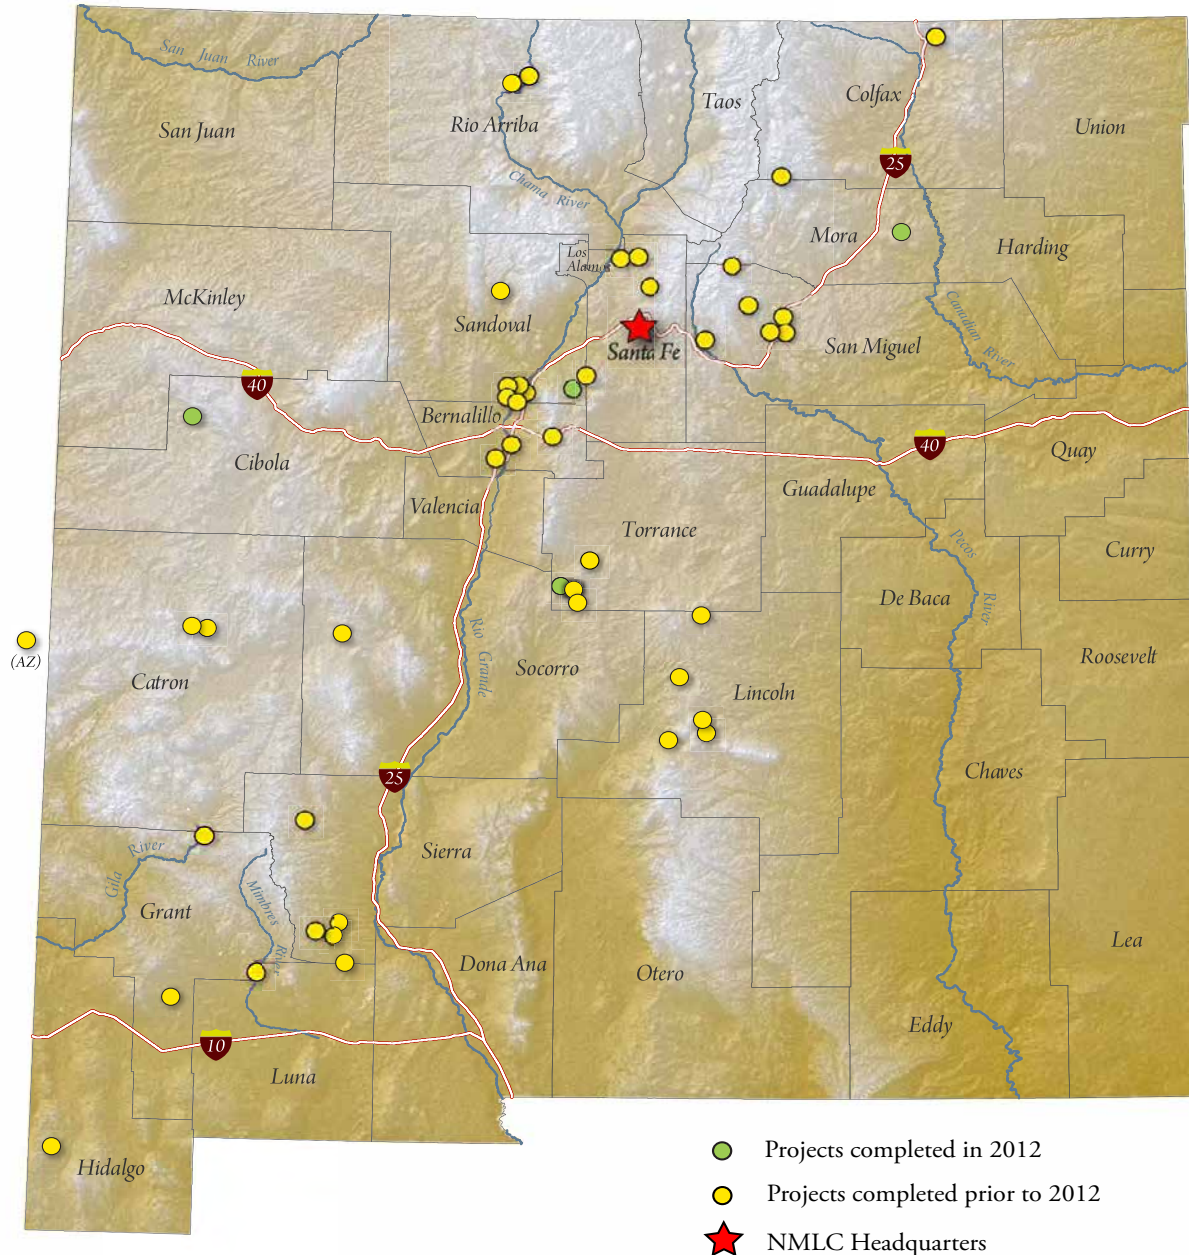 San Juan River
Taos
Colfax
San Juan
Rio Arriba
Union
25
Chama River
Mora
Harding
Los
Alamos
McKinley
Sandoval
Canadian River
Santa Fe
San Miguel
40
Bernalillo
40
Quay
Cibola
Guadalupe
Valencia
Torrance
Pecos River
Curry
De Baca
Rio Grande
(AZ)
Socorro
Roosevelt
Catron
Lincoln
25
Chaves
Sierra
Gila River
Mimbres River
Grant
Lea
Dona Ana
Otero
Eddy
10
Luna
Hidalgo
Projects completed in 2012
Projects completed prior to 2012
NMLC Headquarters